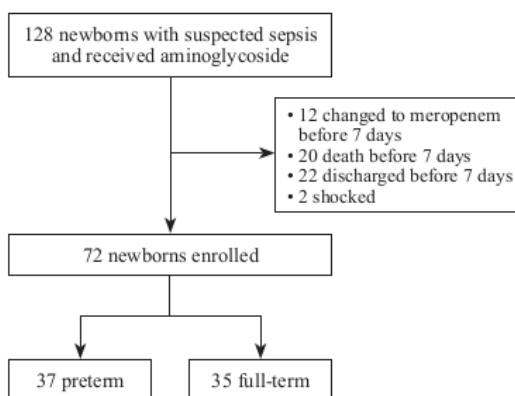 128 newborns with suspected sepsis
and received aminoglycoside
• 12 changed to meropenem
before 7 days
• 20 death before 7 days
• 22 discharged before 7 days
• 2 shocked
72 newborns enrolled
37 preterm
35 full-term